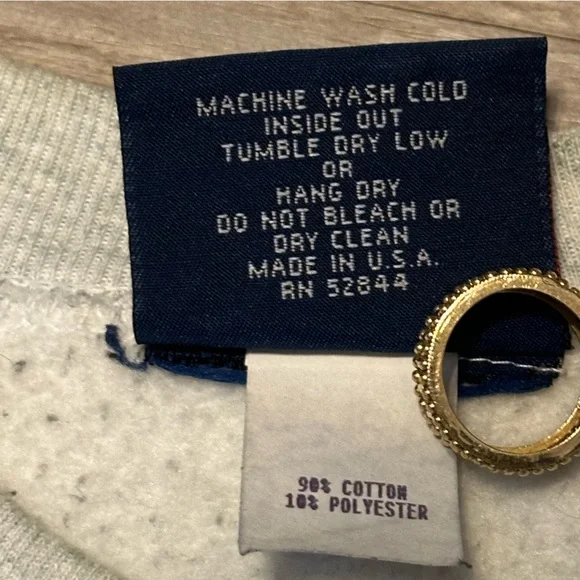 MACHINE WASH COLD
INSIDE OUT
TUMBLE DRY LOW
OR
HANG DRY
DO NOT BLEACH OR
DRY CLEAN
MADE IN U.S.A.
RN 52844
90% COTTON
10% POLYESTER